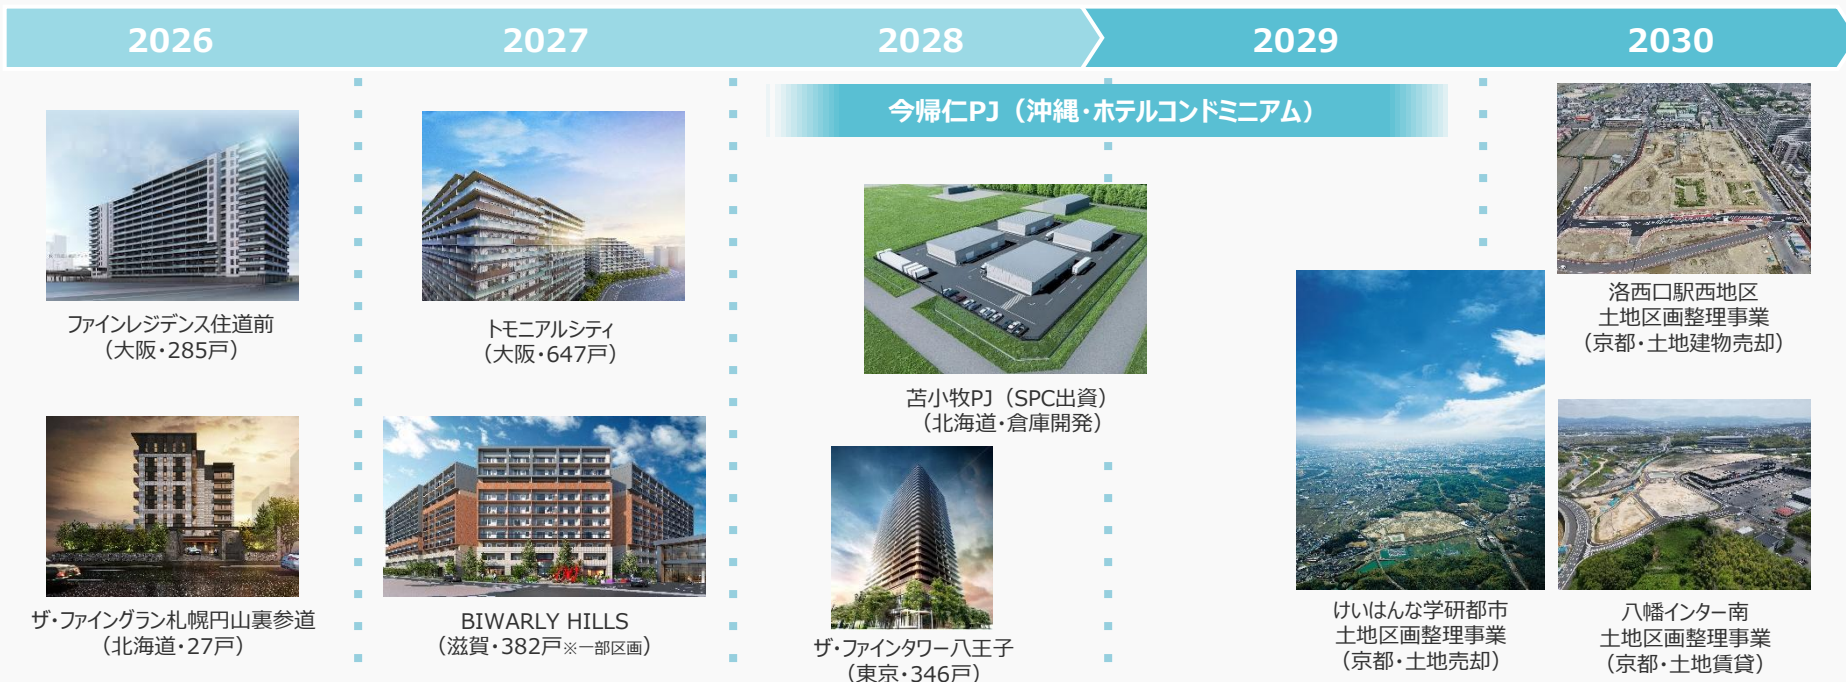 2026
2027
2028
2029
2030
今帰仁PJ（沖縄・ホテルコンドミニアム）
ファインレジデンス住道前
（大阪・285戸）
ザ・ファイングラン札幌円山裏参道
（北海道・27戸）
トモニアルシティ
（大阪・647戸）
BIWARLY HILLS
（滋賀・382戸※一部区画）
苫小牧PJ（SPC出資）
（北海道・倉庫開発）
ザ・ファインタワー八王子
（東京・346戸）
けいはんな学研都市
土地区画整理事業
（京都・土地売却）
洛西口駅西地区
土地区画整理事業
（京都・土地建物売却）
八幡インター南
土地区画整理事業
（京都・土地賃貸）